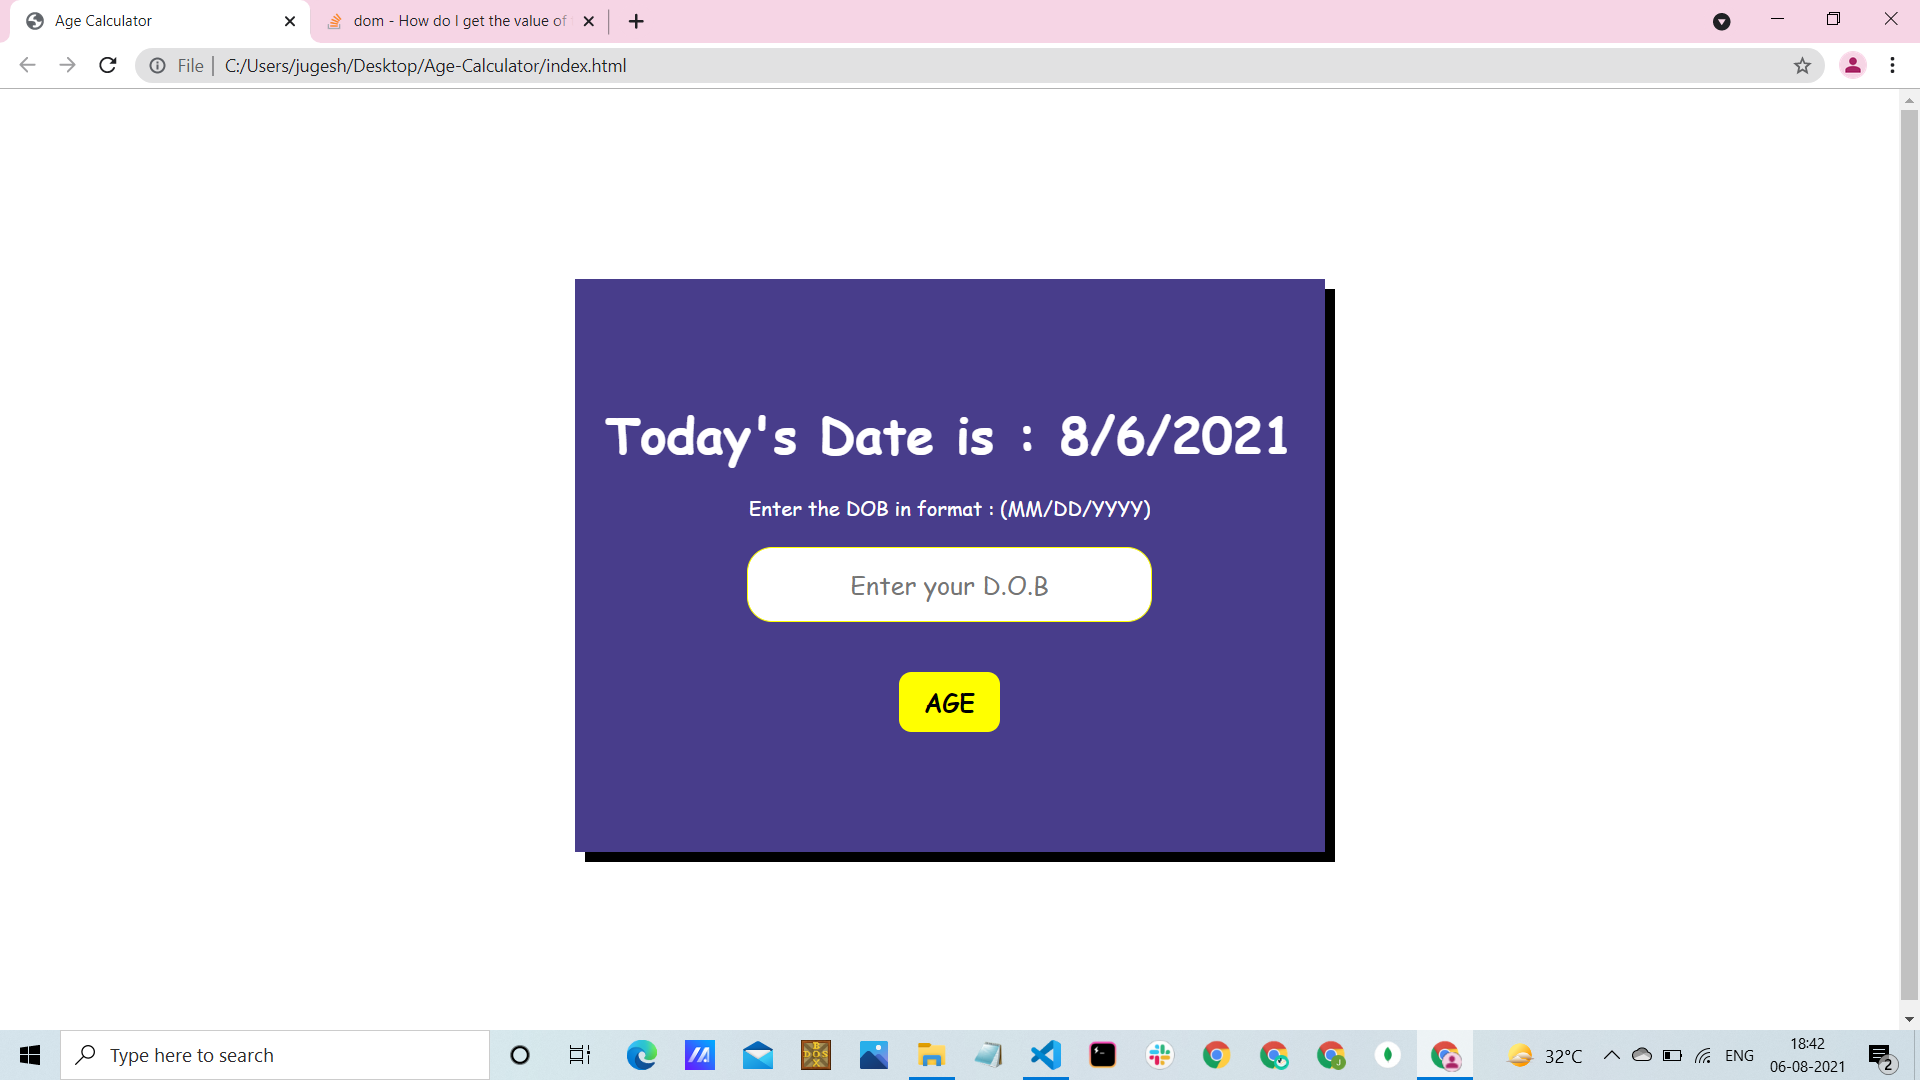 Age Calculator
dom - How do I get the value of
File
C:/Users/jugesh/Desktop/Age-Calculator/index.html
Today's Date is : 8/6/2021
Enter the DOB in format : (MM/DD/YYYY)
Enter your D.O.B
AGE
Type here to search
BOX
DOS
32°C
ENG
18:42
06-08-2021
2